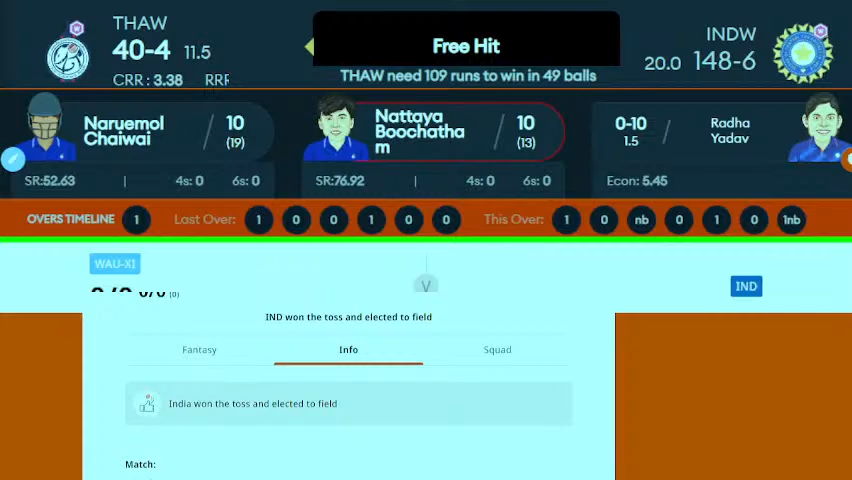 THAW
40-4 11.5
CRR : 3.38 RRR
Free Hit
THAW need 109 runs to win in 49 balls
INDW
20.0 148-6
Naruemol
Chaiwai
10
(19)
Nattaya
Boochatha
m
10
(13)
0-10
1.5
Radha
Yadav
SR:52.63 | 4s: 0 6s: 0
SR:76.92 | 4s: 0 6s: 0
Econ: 5.45
OVERS TIMELINE 1 Last Over: 1 0 0 1 0 0 This Over: 1 0 nb 0 1 0 1nb
WAU-XI
V
IND
0/0 0/0 (0)
IND won the toss and elected to field
Fantasy Info Squad
India won the toss and elected to field
Match: